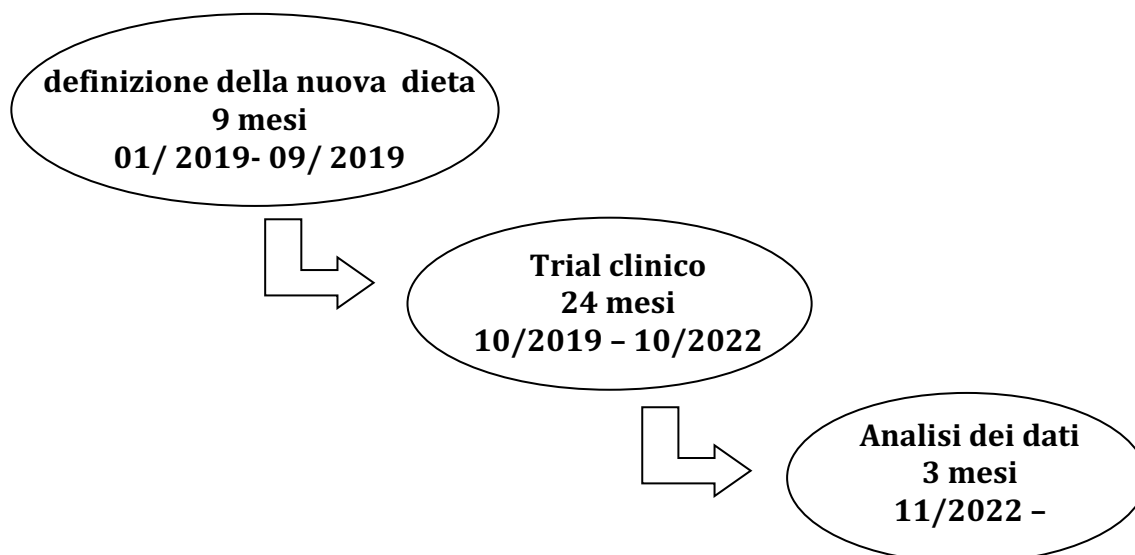 definizione della nuova  dieta
9 mesi
01/ 2019- 09/ 2019
Trial clinico
24 mesi
10/2019 – 10/2022
Analisi dei dati
3 mesi
11/2022 –